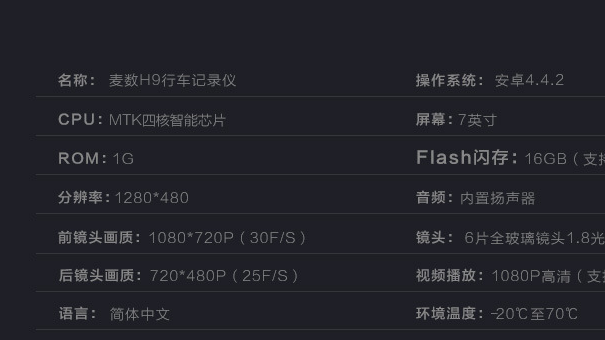 名称： 麦数H9行车记录仪 操作系统： 安卓4.4.2
CPU：MTK四核智能芯片 屏幕：7英寸
ROM：1G Flash闪存：16GB（支持
分辨率：1280*480 音频：内置扬声器
前镜头画质：1080*720P（30F/S） 镜头： 6片全玻璃镜头1.8光
后镜头画质：720*480P（25F/S） 视频播放：1080P高清（支
语言： 简体中文 环境温度：-20℃至70℃